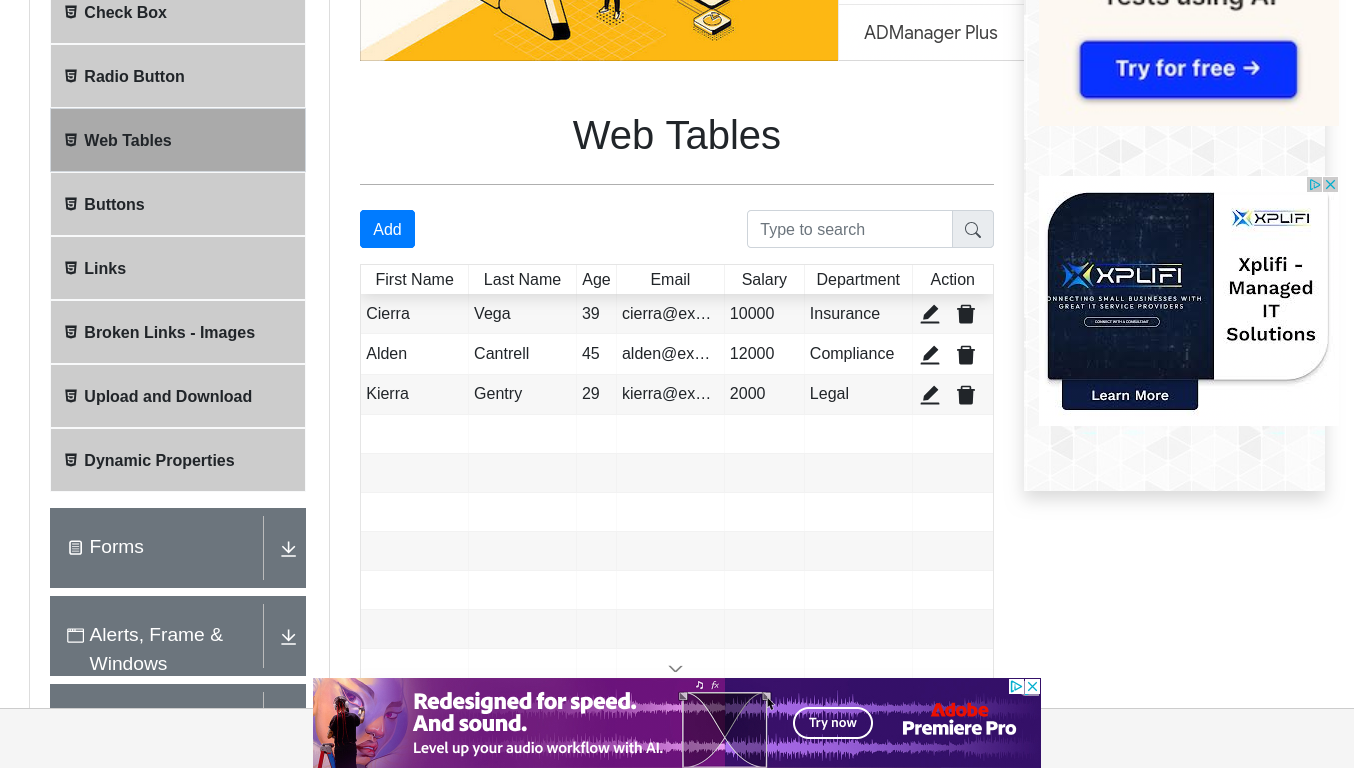 Check Box
Radio Button
Web Tables
Buttons
Links
Broken Links - Images
Upload and Download
Dynamic Properties
Forms
Alerts, Frame &
Windows
ADManager Plus
Web Tables
Add
Type to search
First Name Last Name Age Email Salary Department Action
Cierra Vega 39 cierra@ex… 10000 Insurance
Alden Cantrell 45 alden@ex… 12000 Compliance
Kierra Gentry 29 kierra@ex… 2000 Legal
Tests using AI
Try for free →
XPLIFI
CONNECTING SMALL BUSINESSES WITH
GREAT IT SERVICE PROVIDERS
CONNECT WITH A CONSULTANT
Learn More
XPLIFI
Xplifi -
Managed
IT
Solutions
Redesigned for speed.
And sound.
Level up your audio workflow with AI.
fx
Try now
Adobe
Premiere Pro